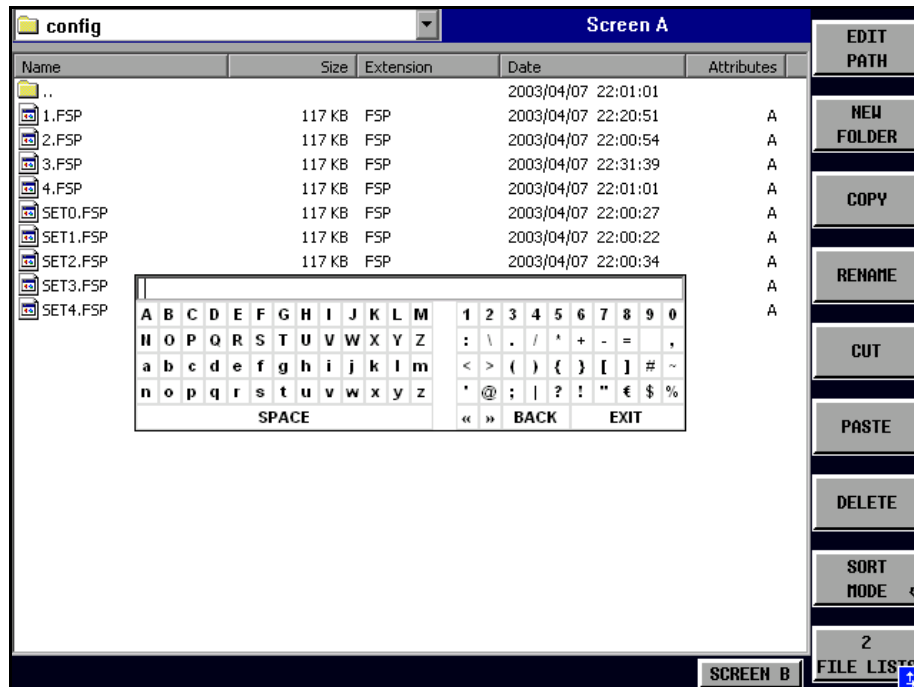 config
Screen A
Name Size Extension Date Attributes
.. 2003/04/07 22:01:01
1.FSP 117 KB FSP 2003/04/07 22:20:51 A
2.FSP 117 KB FSP 2003/04/07 22:00:54 A
3.FSP 117 KB FSP 2003/04/07 22:31:39 A
4.FSP 117 KB FSP 2003/04/07 22:01:01 A
SET0.FSP 117 KB FSP 2003/04/07 22:00:27 A
SET1.FSP 117 KB FSP 2003/04/07 22:00:22 A
SET2.FSP 117 KB FSP 2003/04/07 22:00:34 A
SET3.FSP A
SET4.FSP A
A B C D E F G H I J K L M 1 2 3 4 5 6 7 8 9 0
N O P Q R S T U V W X Y Z : \ . / * + - = ,
a b c d e f g h i j k l m < > ( ) { } [ ] # ~
n o p q r s t u v w x y z ' @ ; | ? ! " € $ %
SPACE « » BACK EXIT
SCREEN B
EDIT
PATH
NEW
FOLDER
COPY
RENAME
CUT
PASTE
DELETE
SORT
MODE
2
FILE LISTS